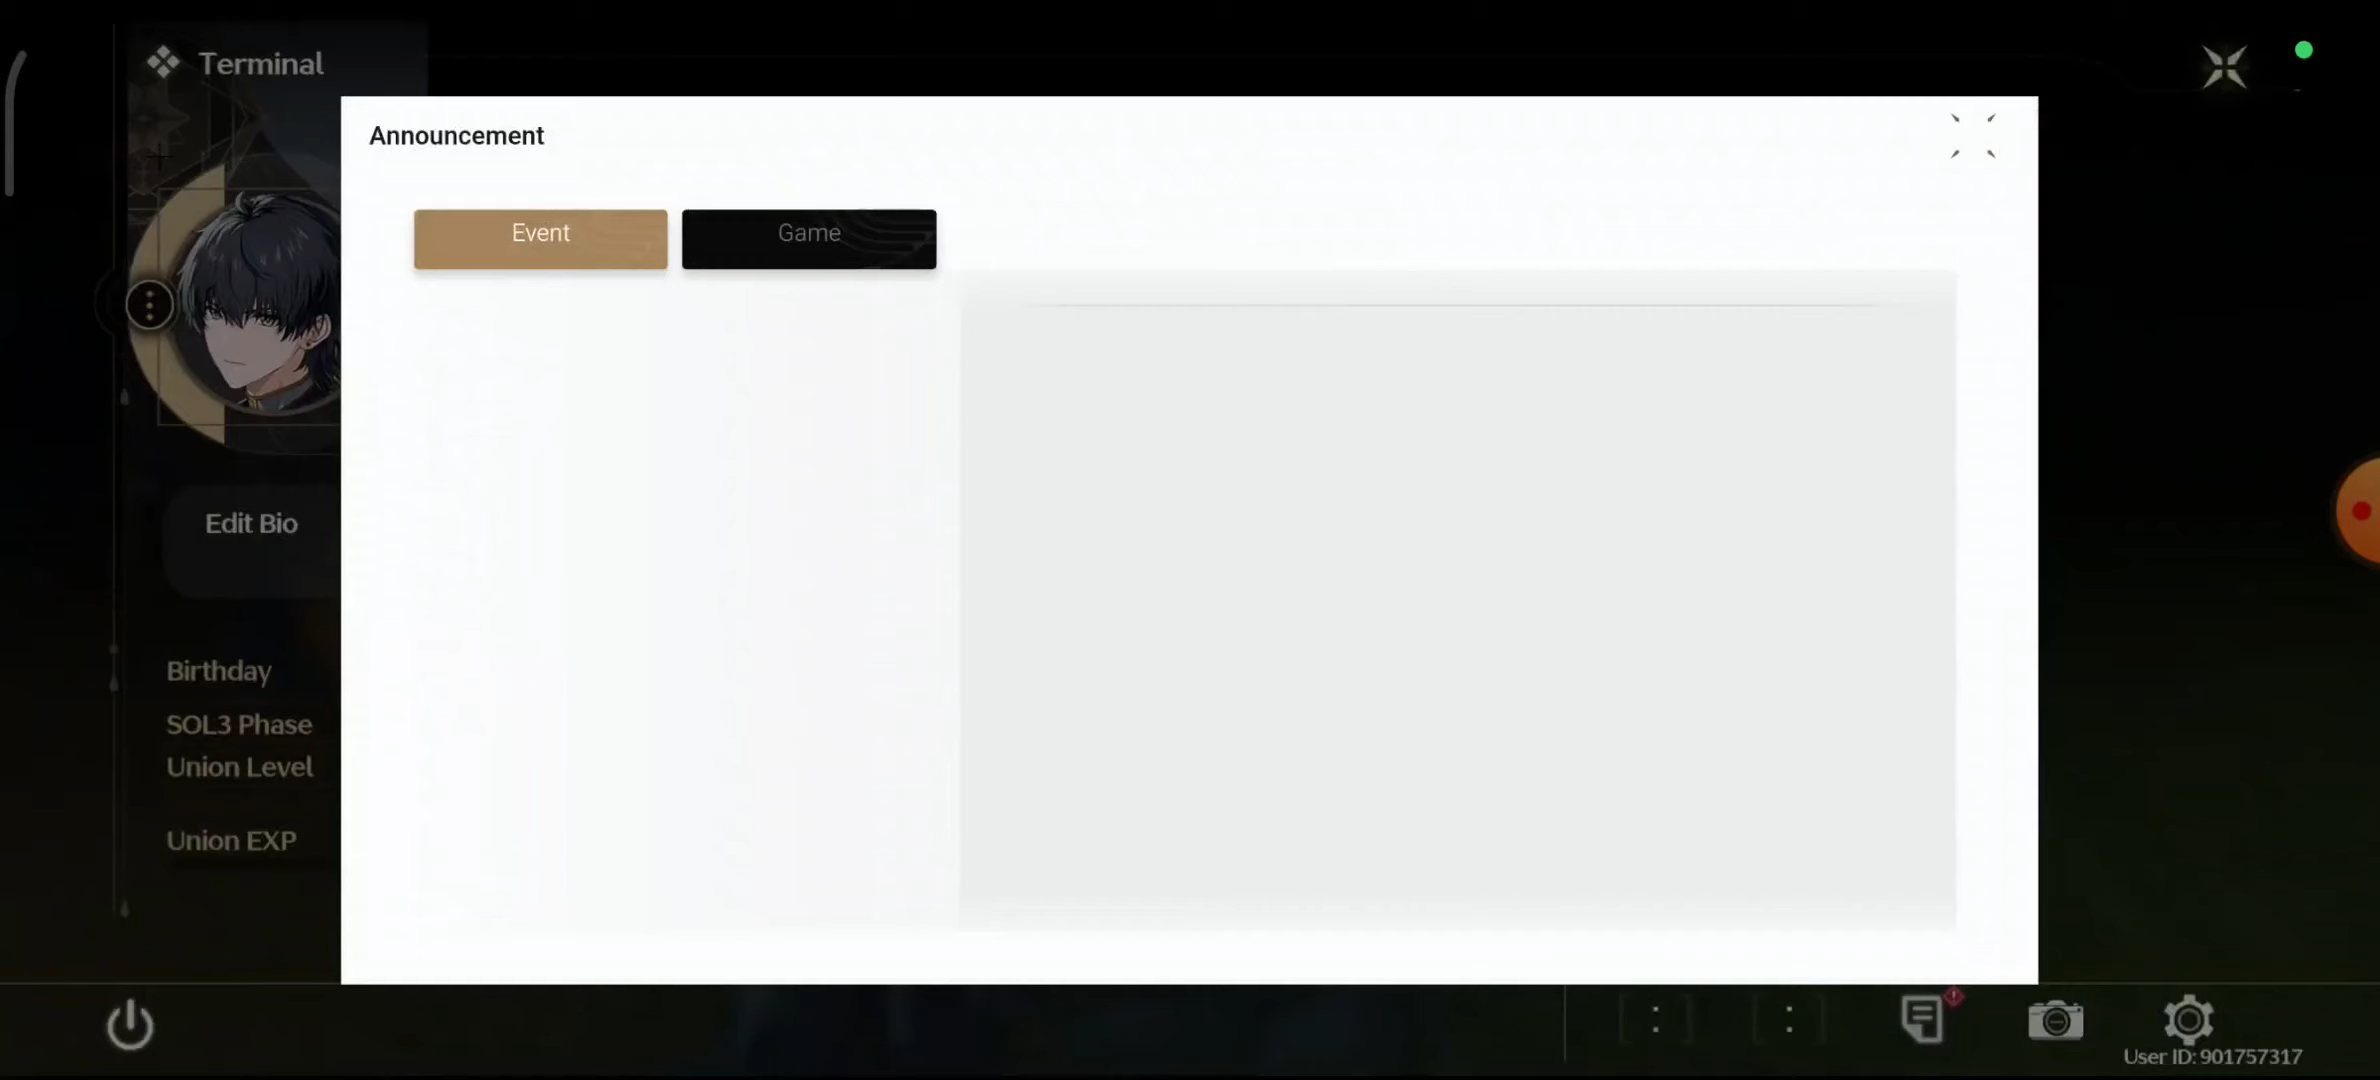 Terminal
Announcement
Event
Game
Edit Bio
Birthday
SOL3 Phase
Union Level
Union EXP
User ID: 901757317